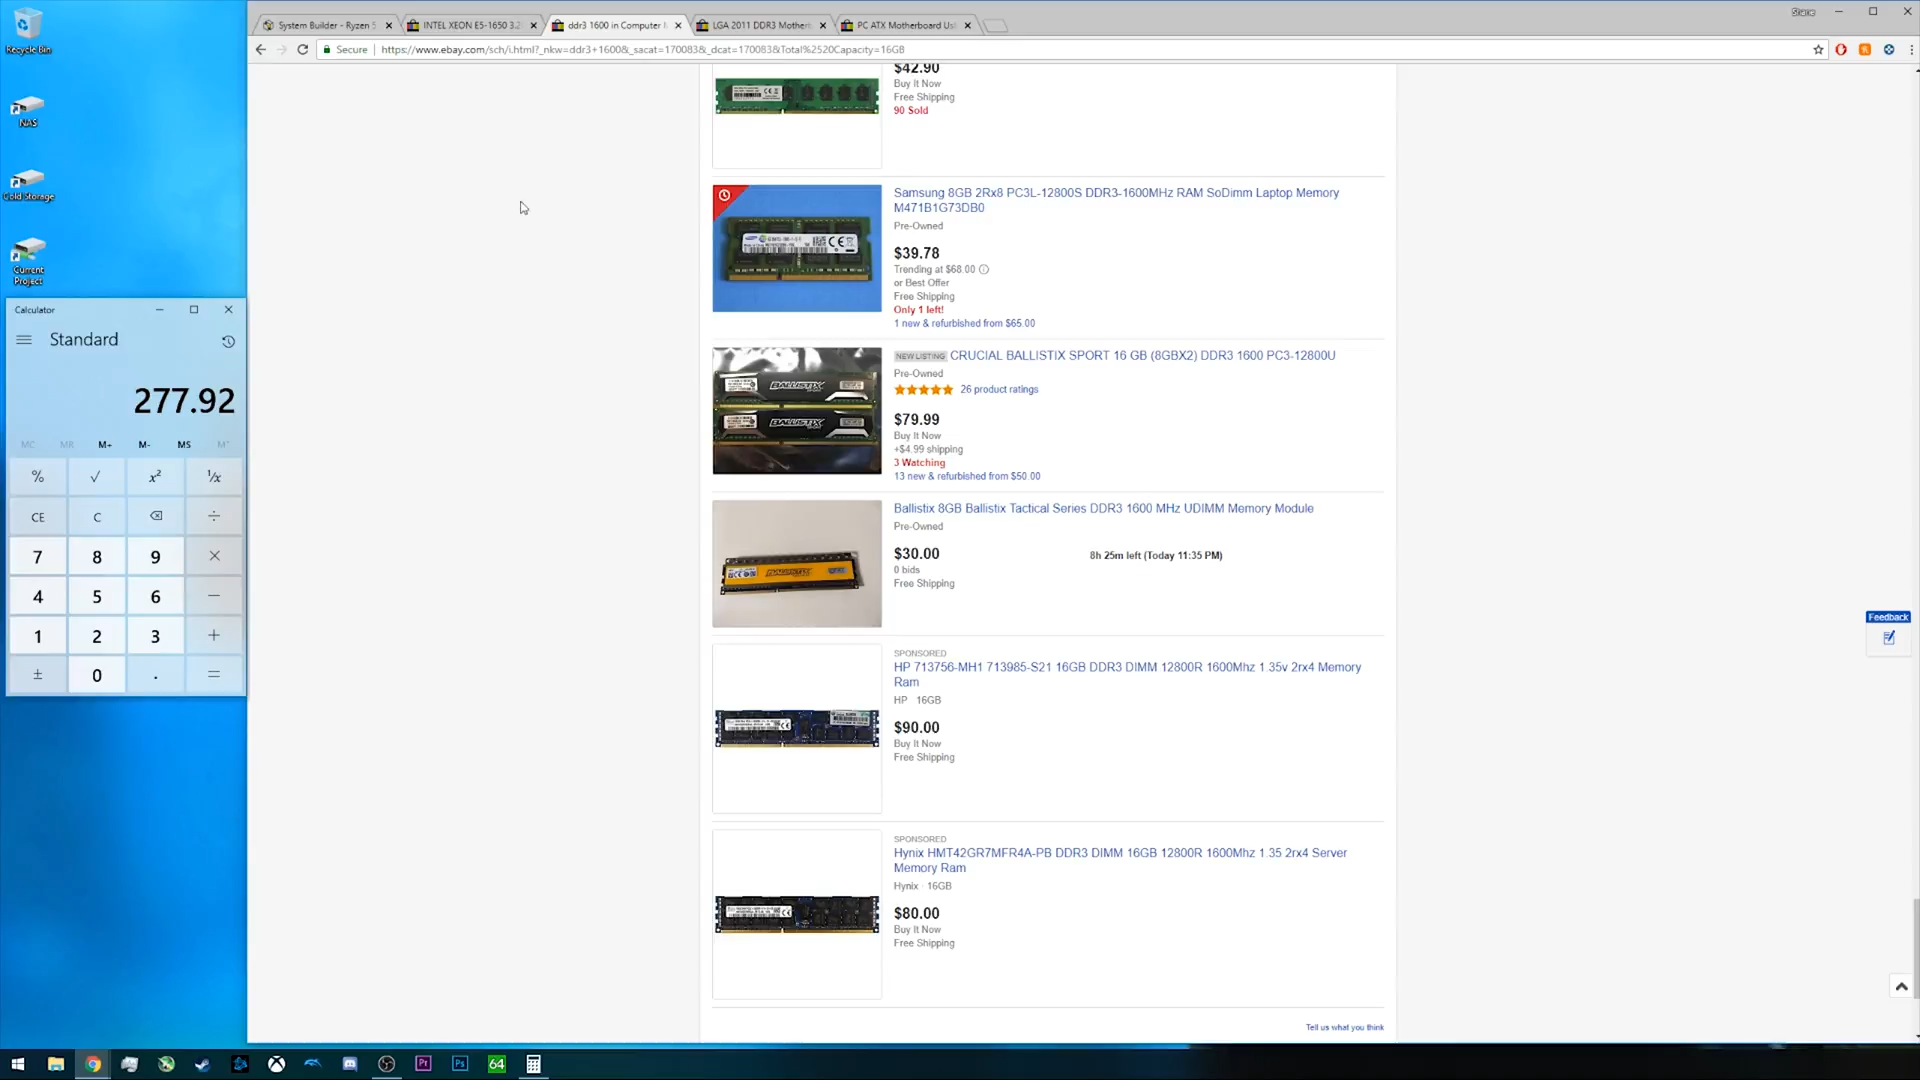 Recycle Bin
NAS
Cold Storage
Current
Project
System Builder - Ryzen 5
INTEL XEON E5-1650 3.2
ddr3 1600 in Computer
LGA 2011 DDR3 Mother
PC ATX Motherboard Us
Share
Secure
https://www.ebay.com/sch/i.html?_nkw=ddr3+1600&_sacat=170083&_dcat=170083&Total%2520Capacity=16GB
$42.90
Buy It Now
Free Shipping
90 Sold
Samsung 8GB 2Rx8 PC3L-12800S DDR3-1600MHz RAM SoDimm Laptop Memory
M471B1G73DB0
Pre-Owned
$39.78
Trending at $68.00
or Best Offer
Free Shipping
Only 1 left!
1 new & refurbished from $65.00
NEW LISTING CRUCIAL BALLISTIX SPORT 16 GB (8GBX2) DDR3 1600 PC3-12800U
Pre-Owned
26 product ratings
$79.99
Buy It Now
+$4.99 shipping
3 Watching
13 new & refurbished from $50.00
BALLISTIX
BALLISTIX
Ballistix 8GB Ballistix Tactical Series DDR3 1600 MHz UDIMM Memory Module
Pre-Owned
$30.00
8h 25m left (Today 11:35 PM)
0 bids
Free Shipping
BALLISTIX
SPONSORED
HP 713756-MH1 713985-S21 16GB DDR3 DIMM 12800R 1600Mhz 1.35v 2rx4 Memory
Ram
HP 16GB
$90.00
Buy It Now
Free Shipping
SPONSORED
Hynix HMT42GR7MFR4A-PB DDR3 DIMM 16GB 12800R 1600Mhz 1.35 2rx4 Server
Memory Ram
Hynix 16GB
$80.00
Buy It Now
Free Shipping
Tell us what you think
Feedback
Calculator
Standard
277.92
MC MR M+ M- MS M˅
% √ x² ¹/x
CE C ⌫ ÷
7 8 9 ×
4 5 6 −
1 2 3 +
± 0 . =
Pr
Ps
64